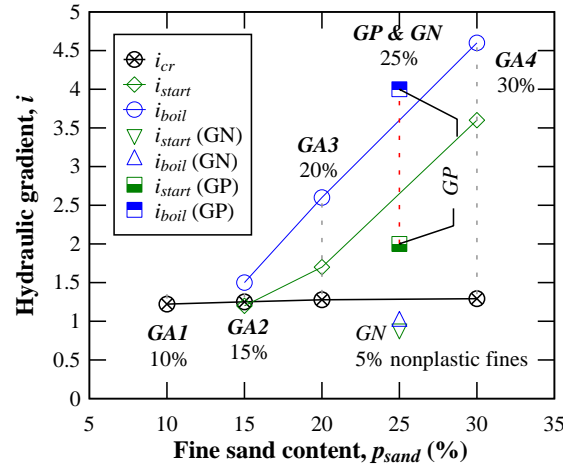 5
4.5
4
3.5
3
2.5
2
1.5
1
0.5
0
Hydraulic gradient, i
i_cr
i_start
i_boil
i_start (GN)
i_boil (GN)
i_start (GP)
i_boil (GP)
GP & GN
25%
GA4
30%
GA3
20%
GP
GA1
10%
GA2
15%
GN
5% nonplastic fines
5 10 15 20 25 30 35
Fine sand content, p_sand (%)